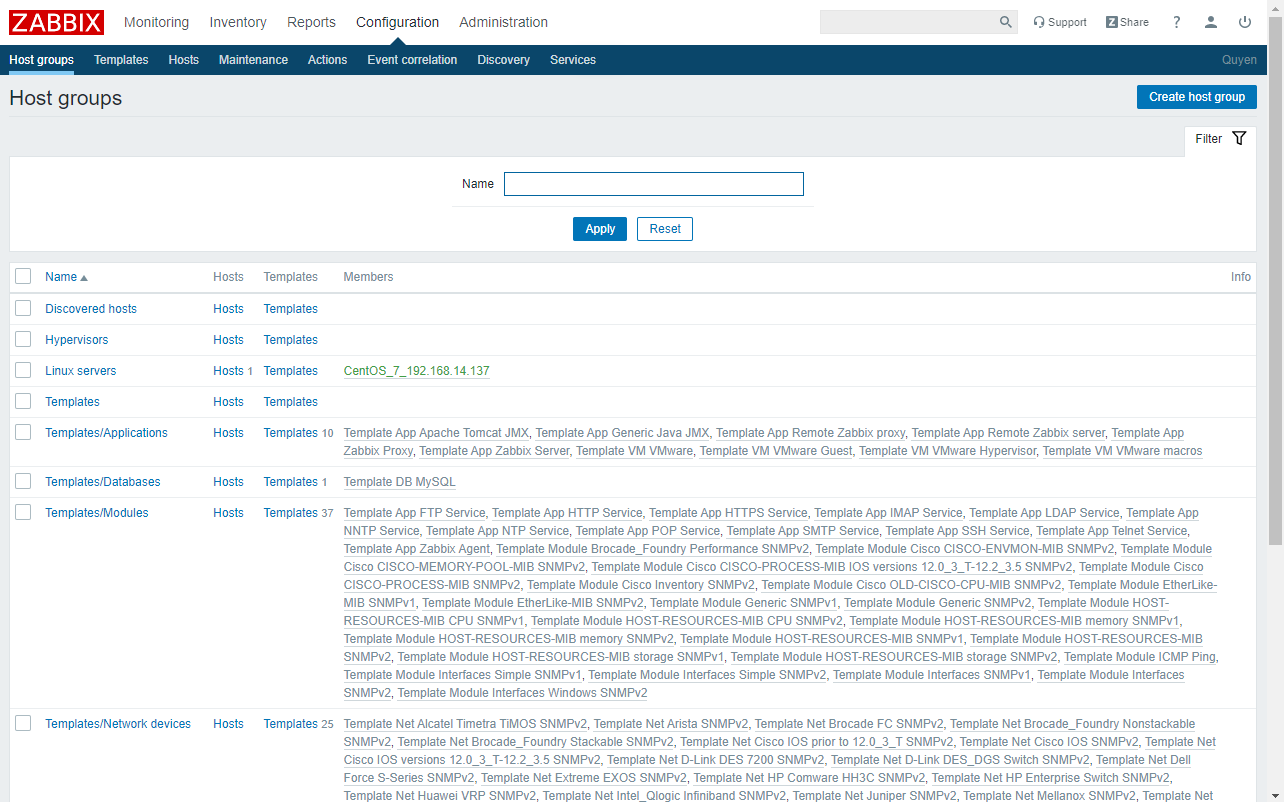 ZABBIX Monitoring Inventory Reports Configuration Administration Support Z Share ?
Host groups Templates Hosts Maintenance Actions Event correlation Discovery Services Quyen
Host groups Create host group
Filter
Name
Apply Reset
Name Hosts Templates Members Info
Discovered hosts Hosts Templates
Hypervisors Hosts Templates
Linux servers Hosts 1 Templates CentOS_7_192.168.14.137
Templates Hosts Templates
Templates/Applications Hosts Templates 10 Template App Apache Tomcat JMX, Template App Generic Java JMX, Template App Remote Zabbix proxy, Template App Remote Zabbix server, Template App
Zabbix Proxy, Template App Zabbix Server, Template VM VMware, Template VM VMware Guest, Template VM VMware Hypervisor, Template VM VMware macros
Templates/Databases Hosts Templates 1 Template DB MySQL
Templates/Modules Hosts Templates 37 Template App FTP Service, Template App HTTP Service, Template App HTTPS Service, Template App IMAP Service, Template App LDAP Service, Template App
NNTP Service, Template App NTP Service, Template App POP Service, Template App SMTP Service, Template App SSH Service, Template App Telnet Service,
Template App Zabbix Agent, Template Module Brocade_Foundry Performance SNMPv2, Template Module Cisco CISCO-ENVMON-MIB SNMPv2, Template Module
Cisco CISCO-MEMORY-POOL-MIB SNMPv2, Template Module Cisco CISCO-PROCESS-MIB IOS versions 12.0_3_T-12.2_3.5 SNMPv2, Template Module Cisco
CISCO-PROCESS-MIB SNMPv2, Template Module Cisco Inventory SNMPv2, Template Module Cisco OLD-CISCO-CPU-MIB SNMPv2, Template Module EtherLike-
MIB SNMPv1, Template Module EtherLike-MIB SNMPv2, Template Module Generic SNMPv1, Template Module Generic SNMPv2, Template Module HOST-
RESOURCES-MIB CPU SNMPv1, Template Module HOST-RESOURCES-MIB CPU SNMPv2, Template Module HOST-RESOURCES-MIB memory SNMPv1,
Template Module HOST-RESOURCES-MIB memory SNMPv2, Template Module HOST-RESOURCES-MIB SNMPv1, Template Module HOST-RESOURCES-MIB
SNMPv2, Template Module HOST-RESOURCES-MIB storage SNMPv1, Template Module HOST-RESOURCES-MIB storage SNMPv2, Template Module ICMP Ping,
Template Module Interfaces Simple SNMPv1, Template Module Interfaces Simple SNMPv2, Template Module Interfaces SNMPv1, Template Module Interfaces
SNMPv2, Template Module Interfaces Windows SNMPv2
Templates/Network devices Hosts Templates 25 Template Net Alcatel Timetra TiMOS SNMPv2, Template Net Arista SNMPv2, Template Net Brocade FC SNMPv2, Template Net Brocade_Foundry Nonstackable
SNMPv2, Template Net Brocade_Foundry Stackable SNMPv2, Template Net Cisco IOS prior to 12.0_3_T SNMPv2, Template Net Cisco IOS SNMPv2, Template Net
Cisco IOS versions 12.0_3_T-12.2_3.5 SNMPv2, Template Net D-Link DES 7200 SNMPv2, Template Net D-Link DES_DGS Switch SNMPv2, Template Net Dell
Force S-Series SNMPv2, Template Net Extreme EXOS SNMPv2, Template Net HP Comware HH3C SNMPv2, Template Net HP Enterprise Switch SNMPv2,
Template Net Huawei VRP SNMPv2, Template Net Intel_Qlogic Infiniband SNMPv2, Template Net Juniper SNMPv2, Template Net Mellanox SNMPv2, Template Net